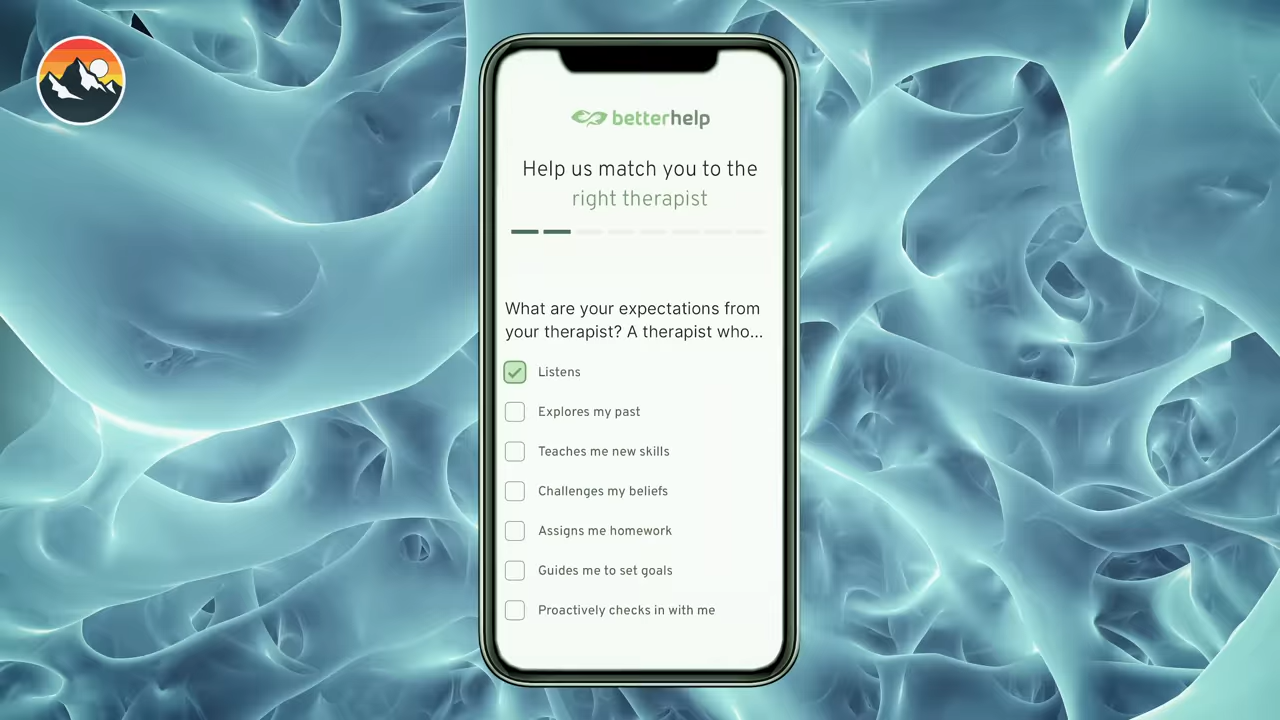 betterhelp
Help us match you to the
right therapist
What are your expectations from
your therapist? A therapist who...
Listens
Explores my past
Teaches me new skills
Challenges my beliefs
Assigns me homework
Guides me to set goals
Proactively checks in with me